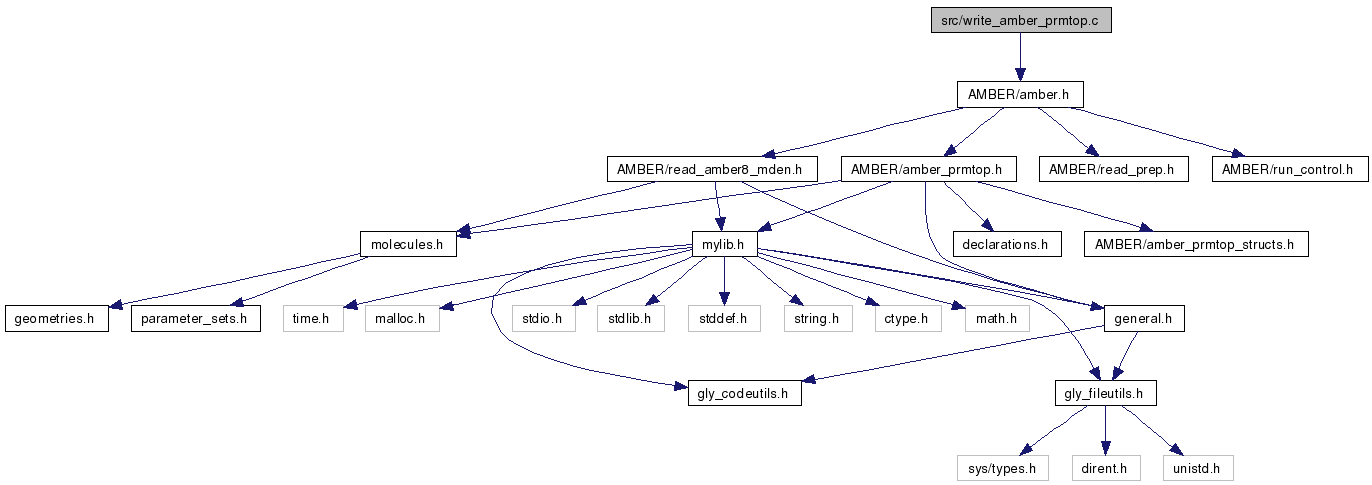 src/write_amber_prmtop.c
AMBER/amber.h
AMBER/read_amber8_mden.h
AMBER/amber_prmtop.h
AMBER/read_prep.h
AMBER/run_control.h
molecules.h
mylib.h
declarations.h
AMBER/amber_prmtop_structs.h
geometries.h
parameter_sets.h
time.h
malloc.h
stdio.h
stdlib.h
stddef.h
string.h
ctype.h
math.h
general.h
gly_codeutils.h
gly_fileutils.h
sys/types.h
dirent.h
unistd.h